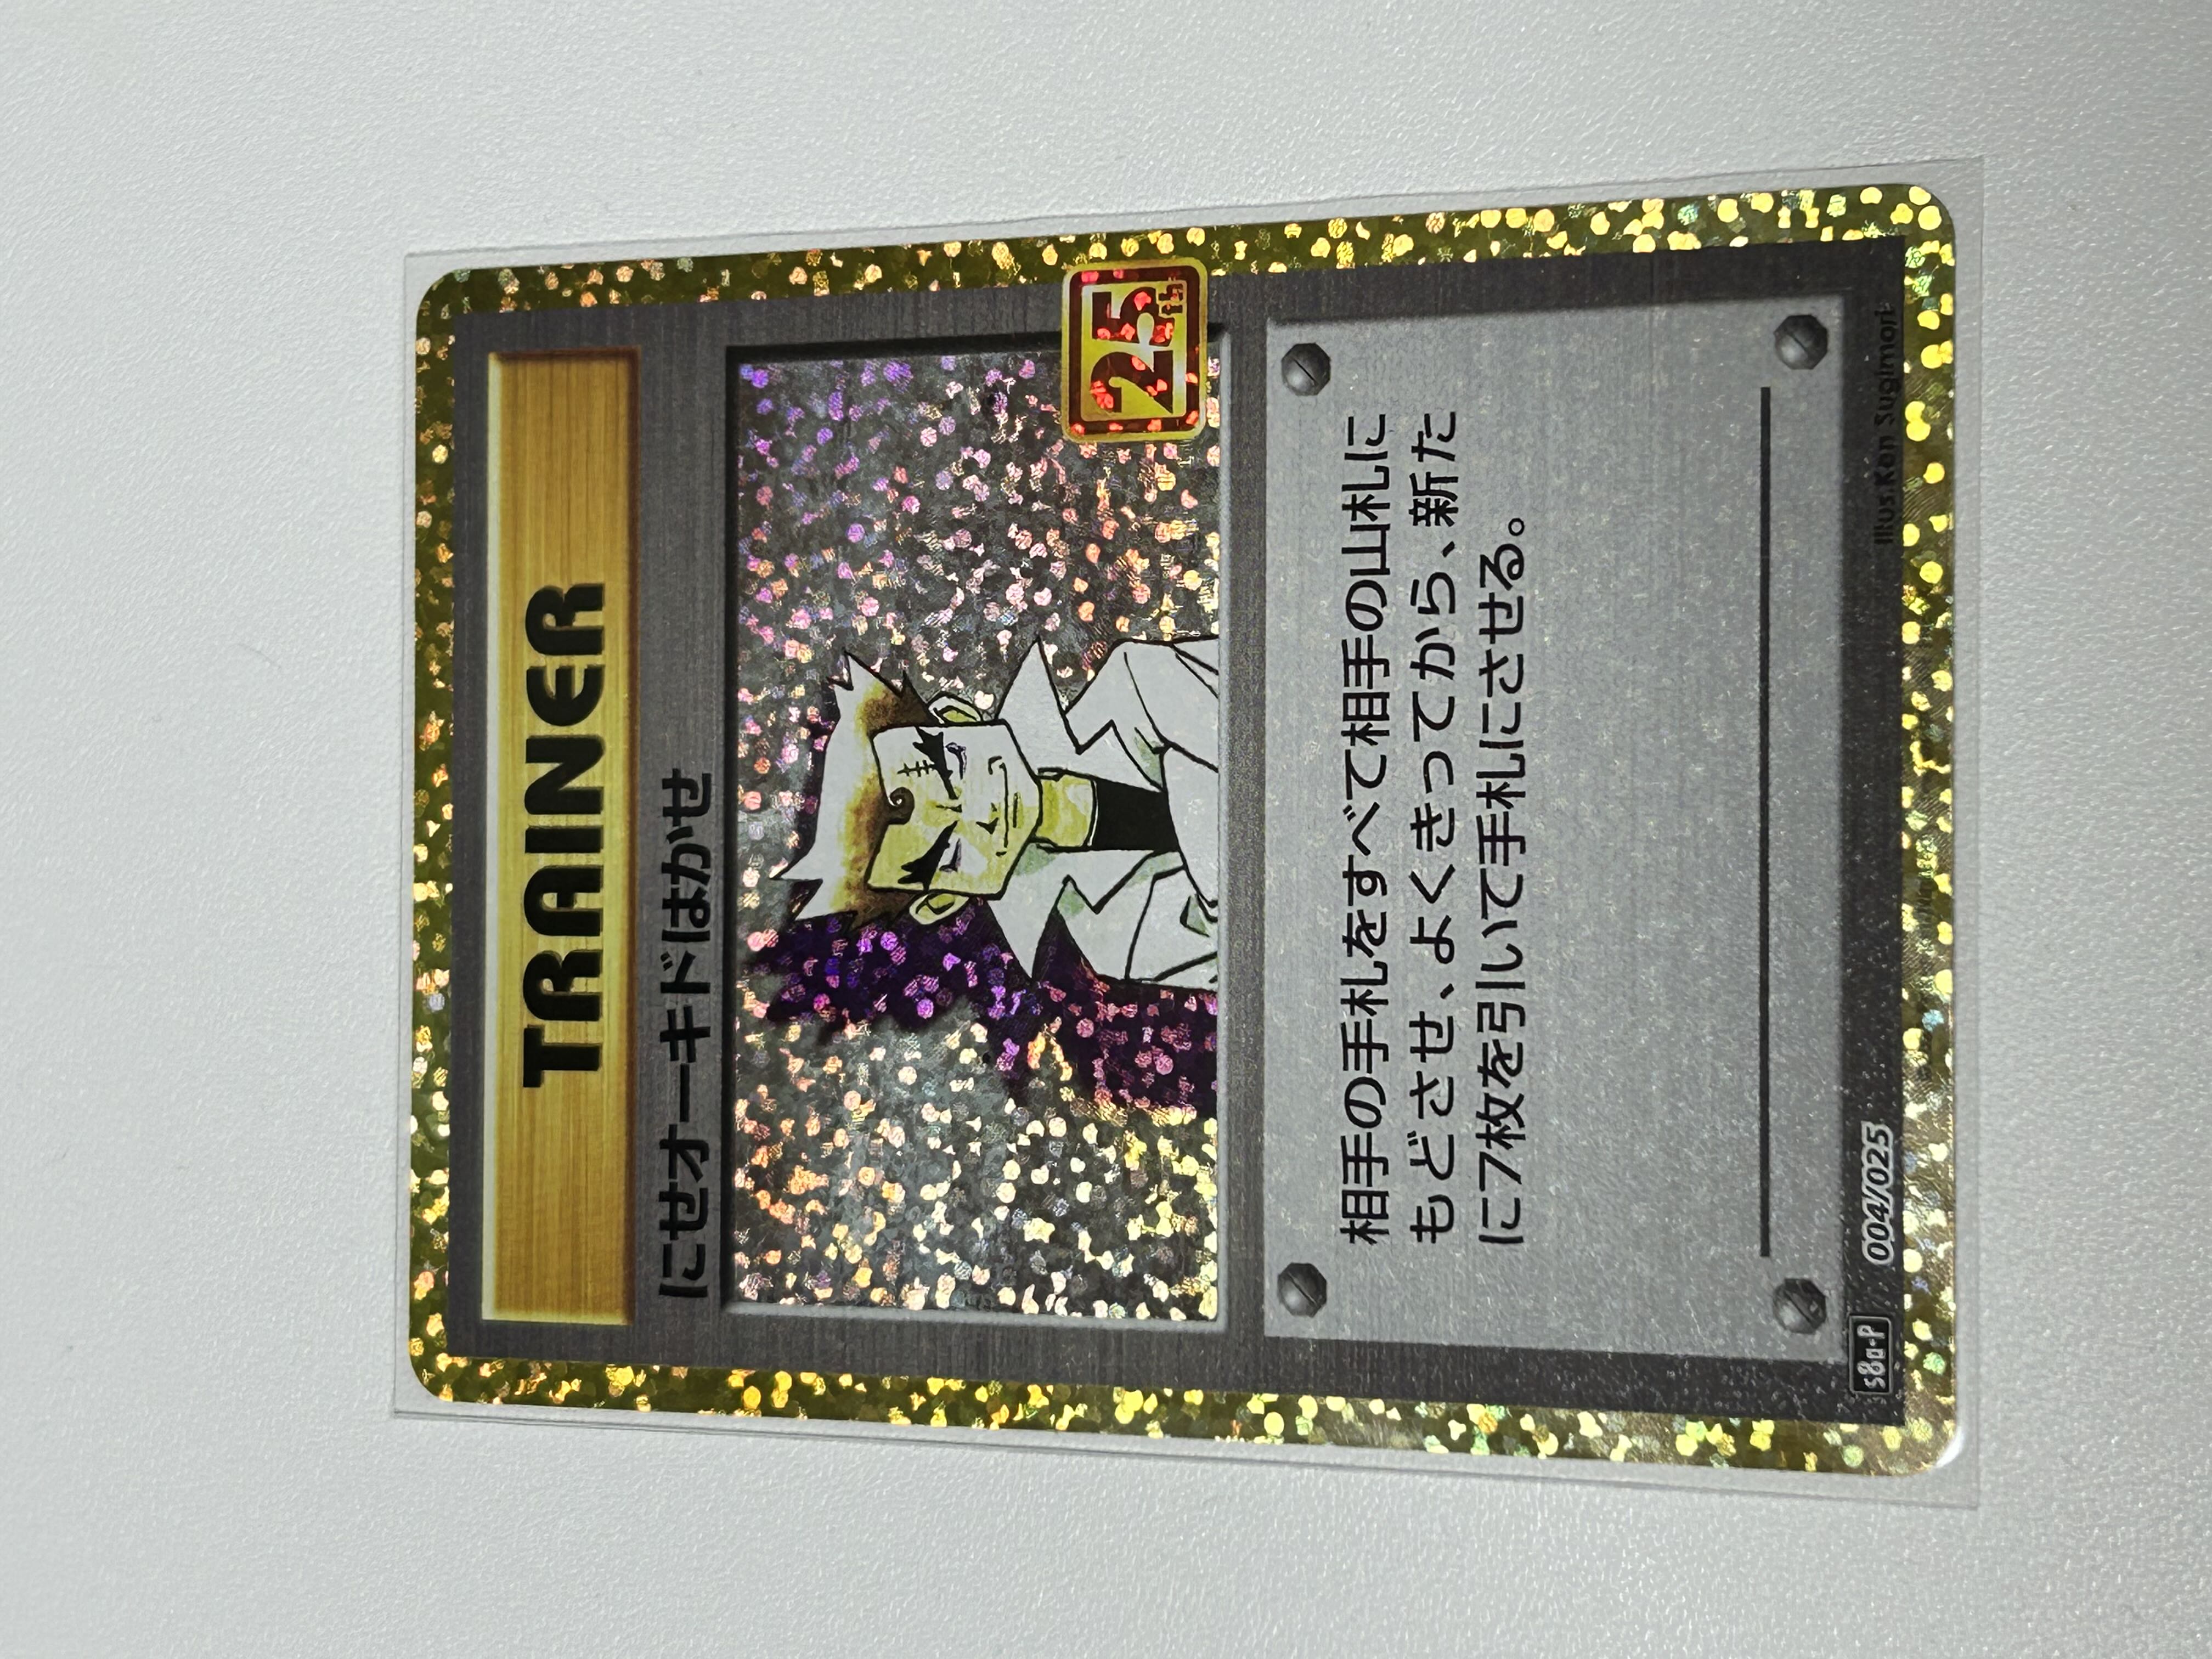 TRAINER
にせオーキドはかせ
25th
相手の手札をすべて相手の山札に
もどさせ、よくきってから、新た
に7枚を引いて手札にさせる。
s8a-P 004/025 Illus. Ken Sugimori